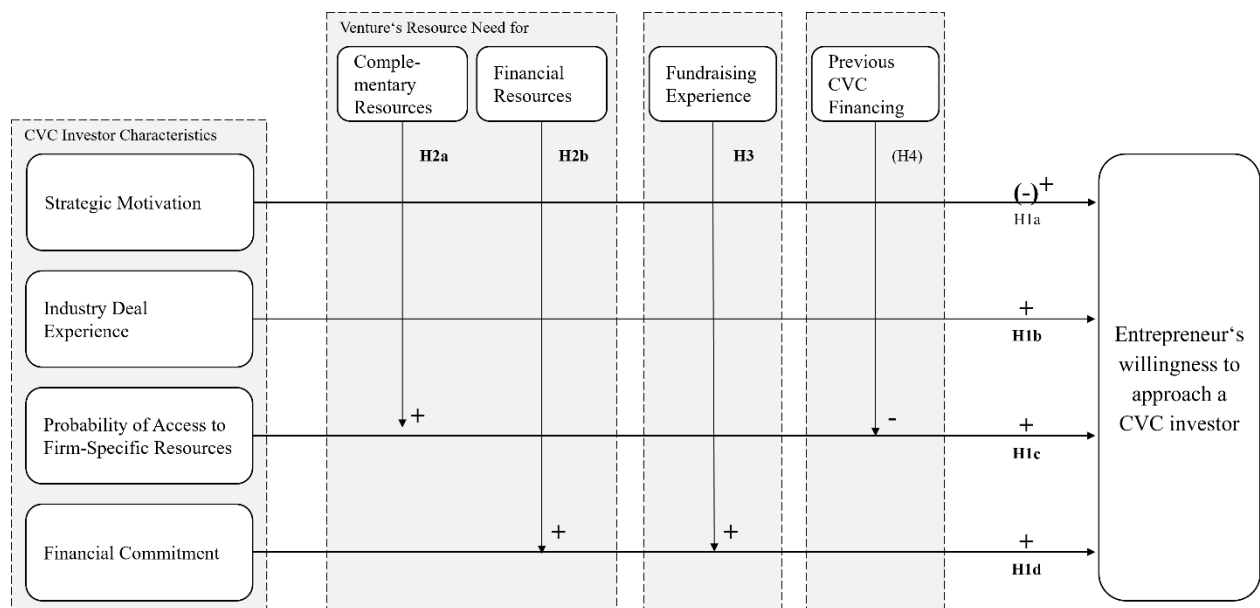 Venture‘s Resource Need for
Comple-
mentary
Resources
Financial
Resources
Fundraising
Experience
Previous
CVC
Financing
CVC Investor Characteristics
H2a
H2b
H3
(H4)
Strategic Motivation
(-)+
H1a
Industry Deal
Experience
+
H1b
Entrepreneur‘s
willingness to
approach a
CVC investor
Probability of Access to
Firm-Specific Resources
+
-
+
H1c
Financial Commitment
+
+
+
H1d